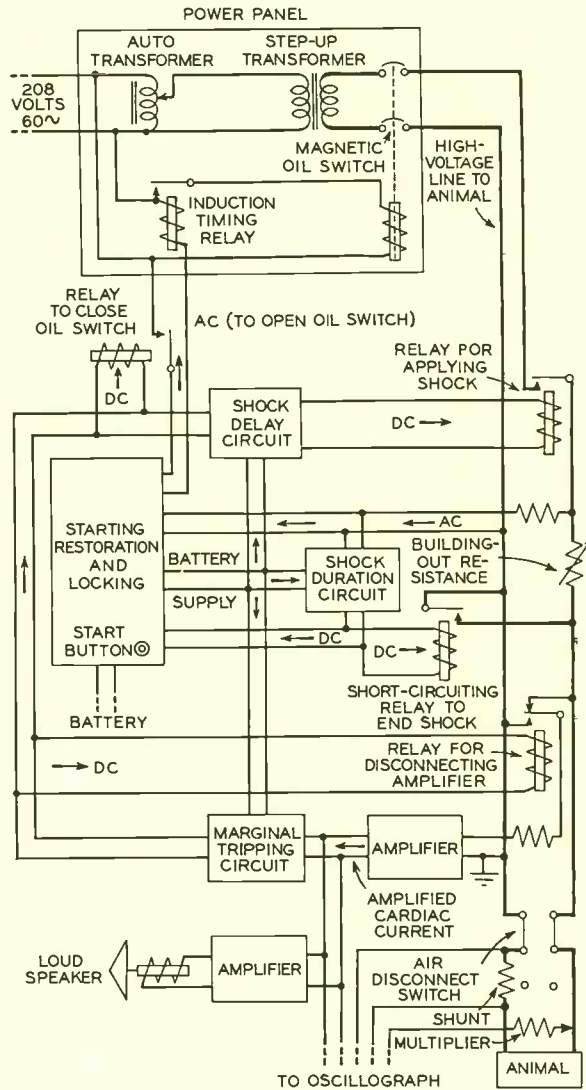 POWER PANEL
AUTO
TRANSFORMER
STEP-UP
TRANSFORMER
208
VOLTS
60~
MAGNETIC
OIL SWITCH
HIGH-
VOLTAGE
LINE TO
ANIMAL
INDUCTION
TIMING
RELAY
RELAY
TO CLOSE
OIL SWITCH
AC (TO OPEN OIL SWITCH)
DC
RELAY FOR
APPLYING
SHOCK
SHOCK
DELAY
CIRCUIT
DC
STARTING
RESTORATION
AND
LOCKING
START
BUTTON
AC
BATTERY
SUPPLY
SHOCK
DURATION
CIRCUIT
BUILDING-
OUT RE-
SISTANCE
DC
DC
BATTERY
SHORT-CIRCUITING
RELAY TO
END SHOCK
DC
RELAY FOR
DISCONNECTING
AMPLIFIER
MARGINAL
TRIPPING
CIRCUIT
AMPLIFIER
AMPLIFIED
CARDIAC
CURRENT
LOUD
SPEAKER
AMPLIFIER
AIR
DISCONNECT
SWITCH
SHUNT
MULTIPLIER
ANIMAL
TO OSCILLOGRAPH